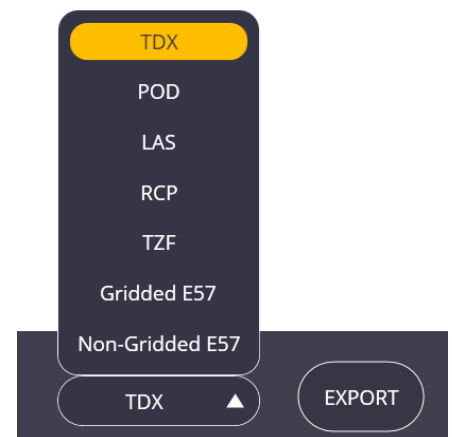 TDX
POD
LAS
RCP
TZF
Gridded E57
Non-Gridded E57
TDX
EXPORT